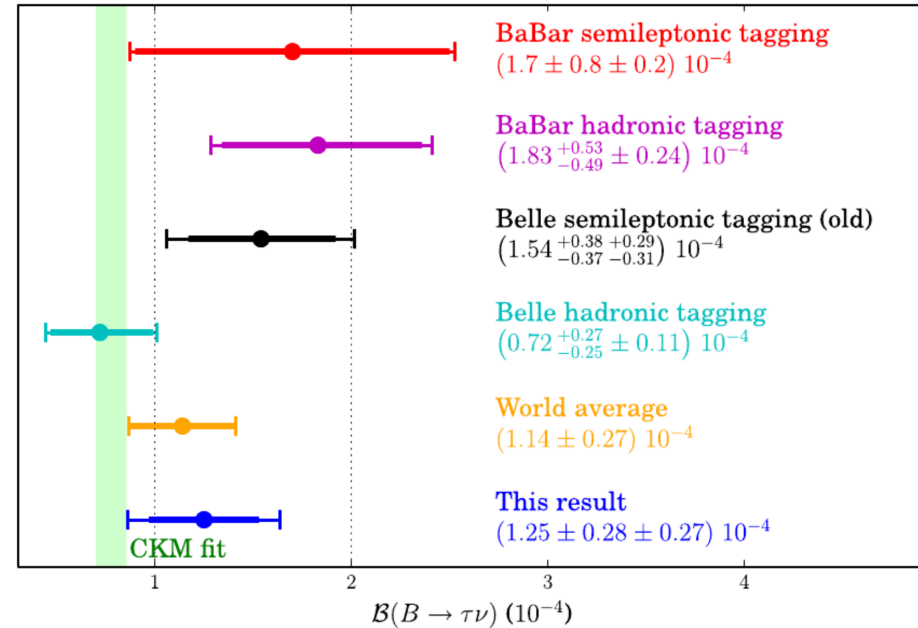 BaBar semileptonic tagging
(1.7 ± 0.8 ± 0.2) 10⁻⁴
BaBar hadronic tagging
(1.83 +0.53 −0.49 ± 0.24) 10⁻⁴
Belle semileptonic tagging (old)
(1.54 +0.38 −0.37 +0.29 −0.31) 10⁻⁴
Belle hadronic tagging
(0.72 +0.27 −0.25 ± 0.11) 10⁻⁴
World average
(1.14 ± 0.27) 10⁻⁴
This result
(1.25 ± 0.28 ± 0.27) 10⁻⁴
CKM fit
1 2 3 4
ℬ(B → τν) (10⁻⁴)